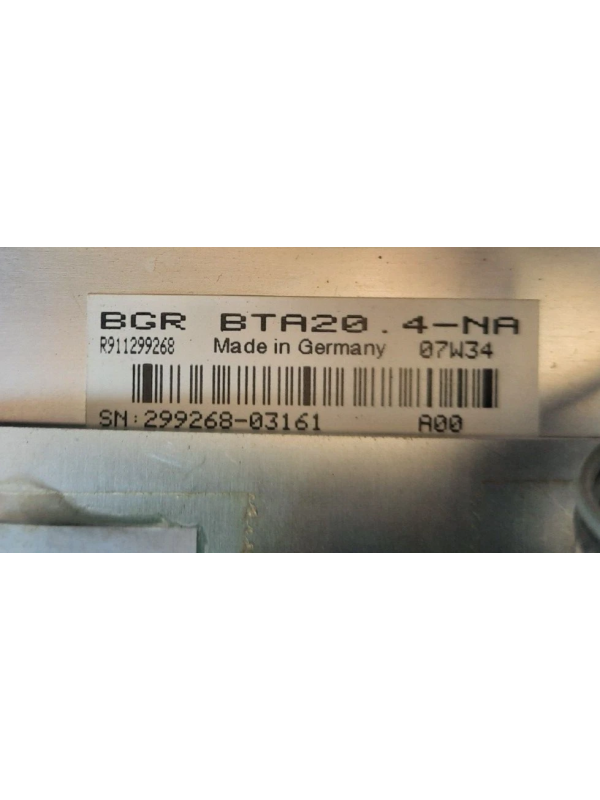 BGR BTA20.4-NA
R911299268 Made in Germany 07W34
SN:299268-03161 A00